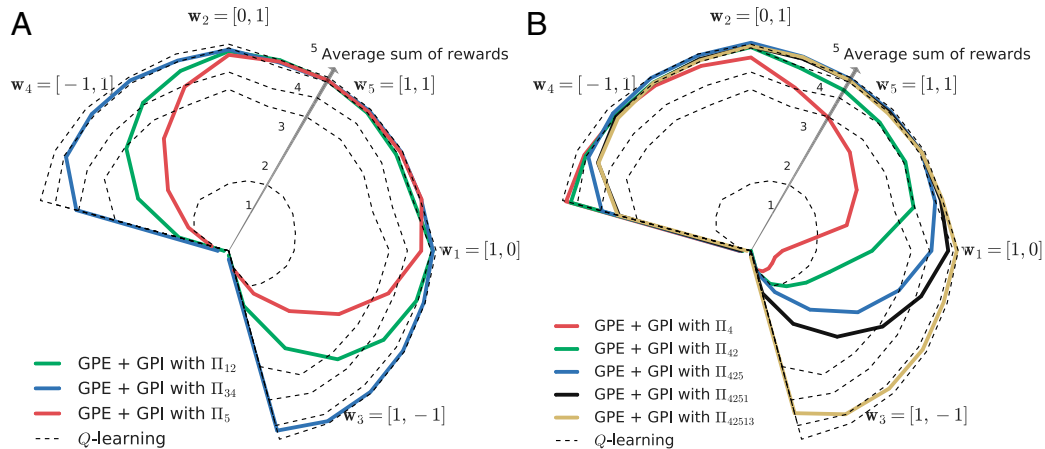 A
w₂ = [0, 1]
5 Average sum of rewards
w₄ = [ - 1, 1]
4
w₅ = [1, 1]
3
2
1
w₁ = [1, 0]
w₃ = [1, - 1]
GPE + GPI with Π₁₂
GPE + GPI with Π₃₄
GPE + GPI with Π₅
Q-learning
B
w₂ = [0, 1]
5 Average sum of rewards
w₄ = [ - 1, 1]
4
w₅ = [1, 1]
3
2
1
w₁ = [1, 0]
w₃ = [1, - 1]
GPE + GPI with Π₄
GPE + GPI with Π₄₂
GPE + GPI with Π₄₂₅
GPE + GPI with Π₄₂₅₁
GPE + GPI with Π₄₂₅₁₃
Q-learning